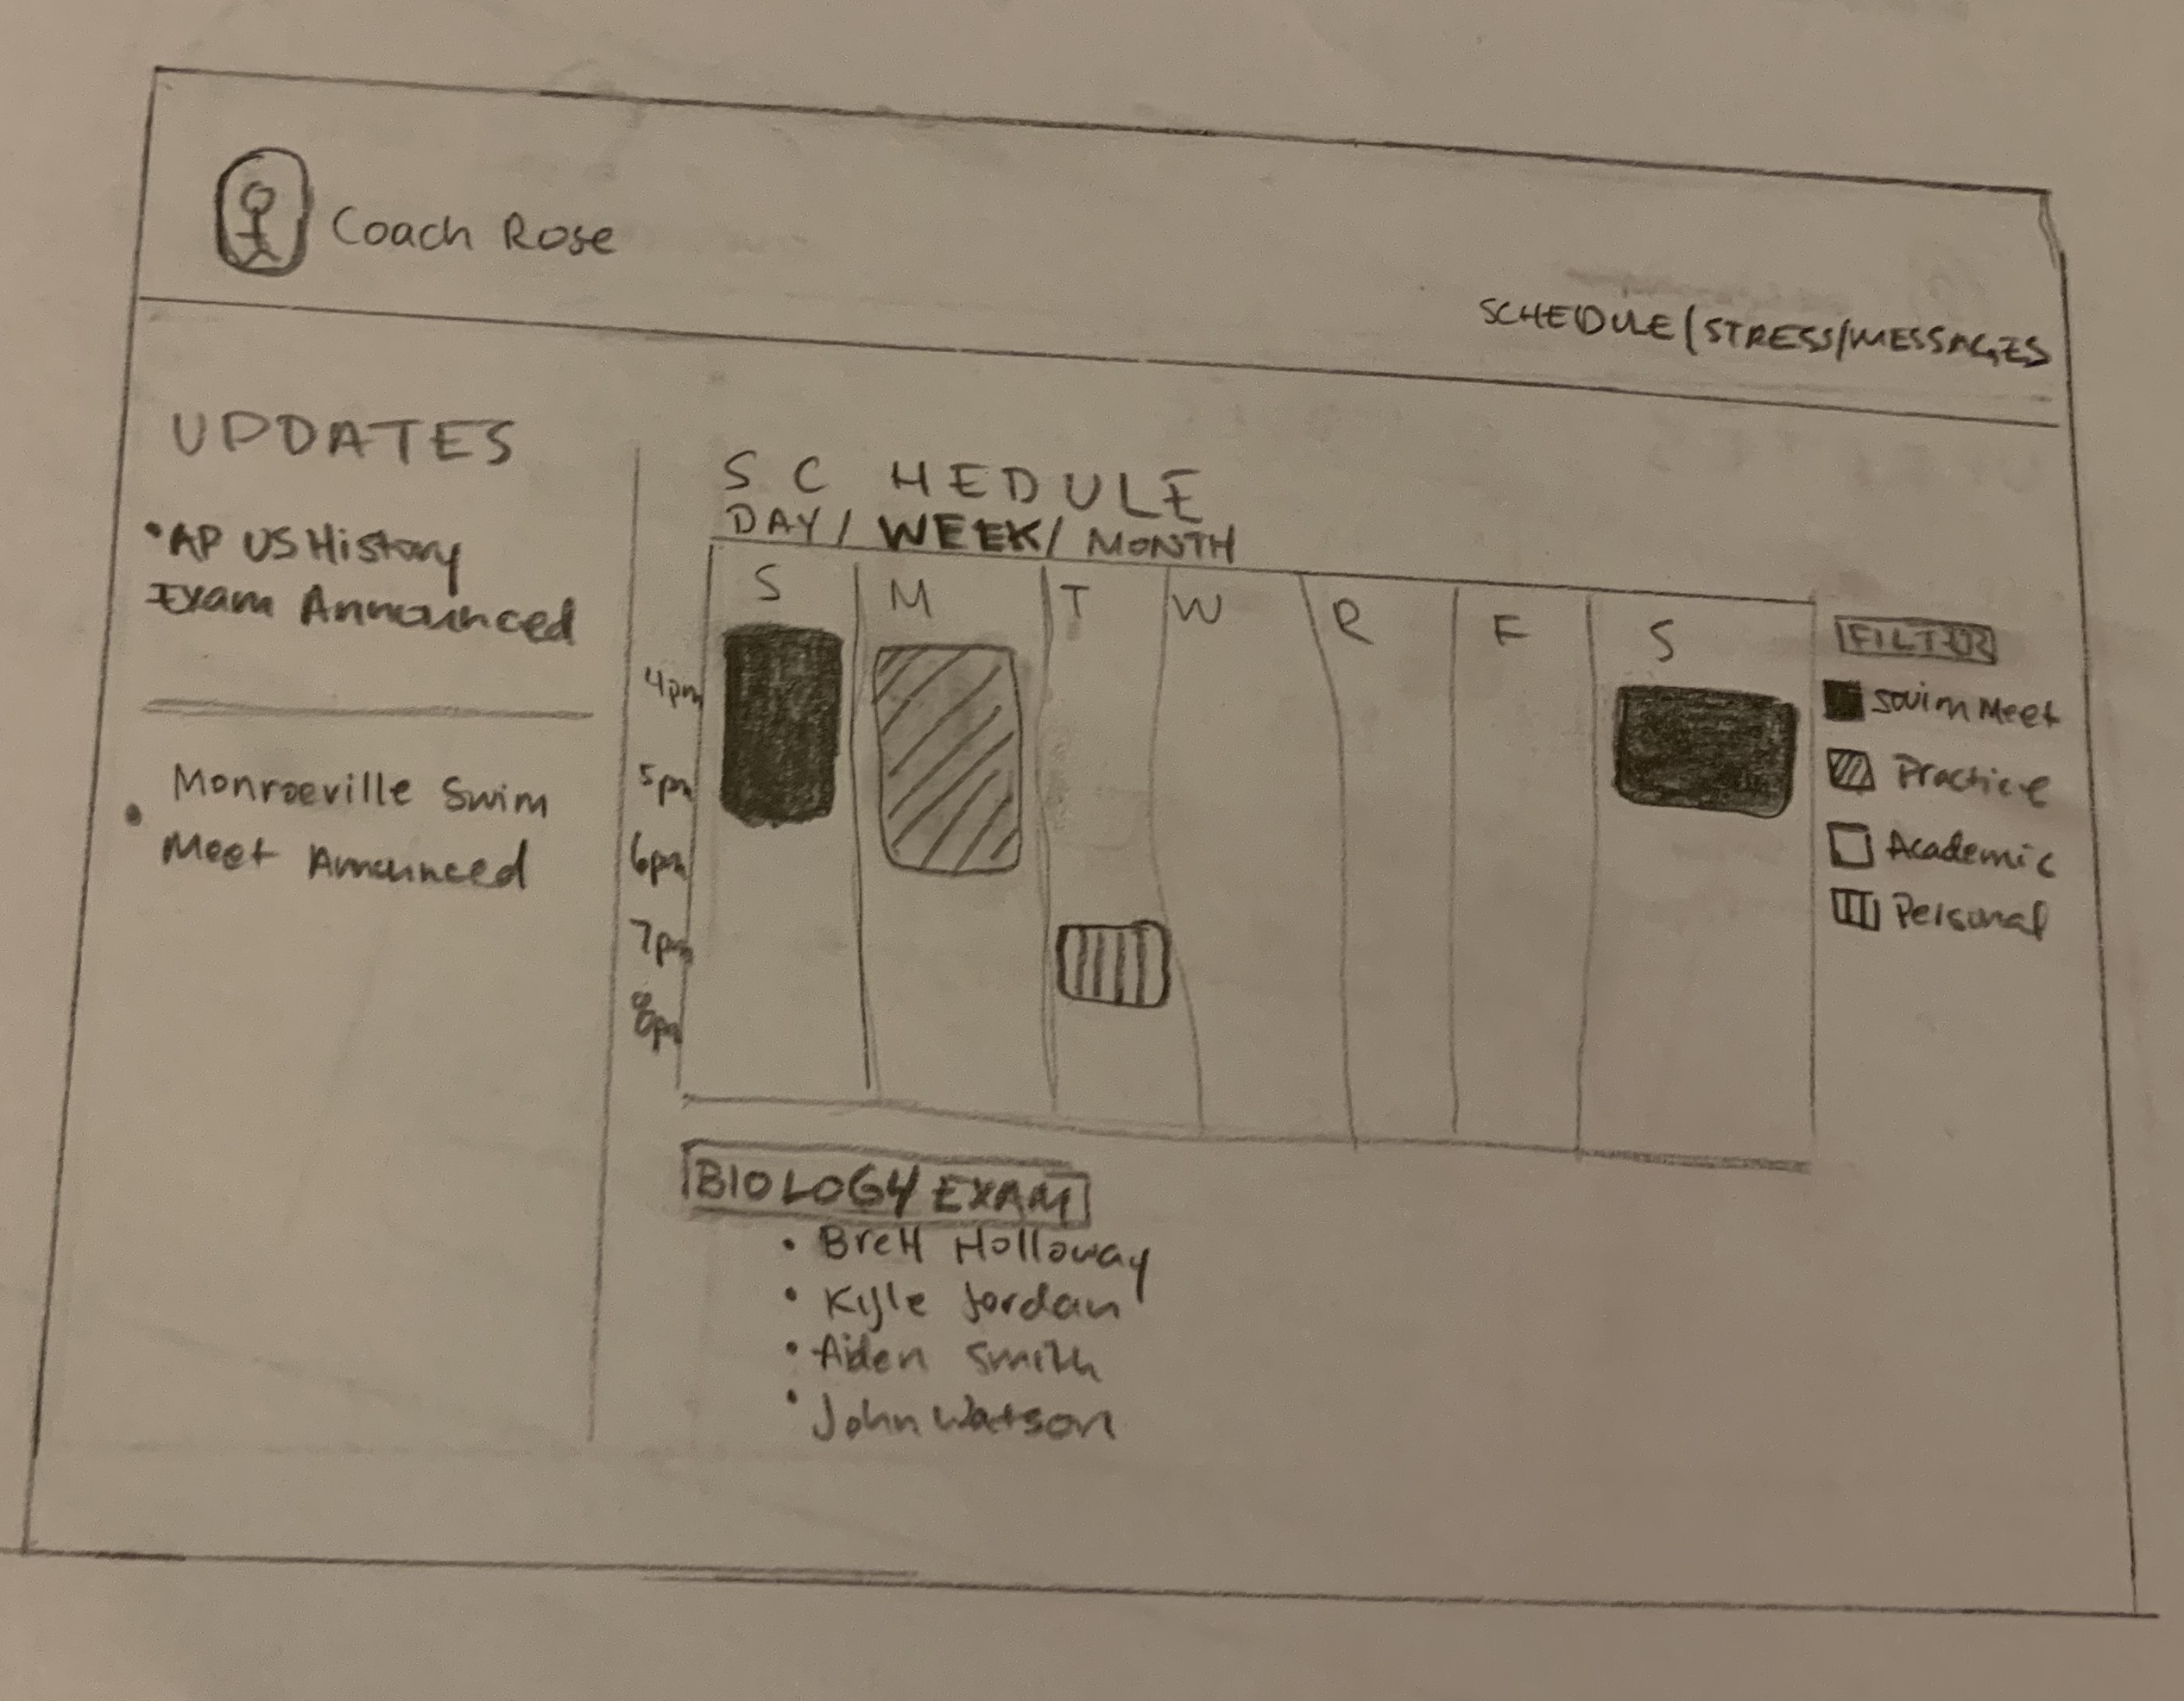 Coach Rose
SCHEDULE/STRESS/MESSAGES
UPDATES
• AP US History
Exam Announced
Monroeville Swim
• Meet Announced
SCHEDULE
DAY/ WEEK/ MONTH
S M T W R F S
4pm
5pm
6pm
7pm
8pm
FILTER
Swim Meet
Practice
Academic
Personal
BIOLOGY EXAM
• Brett Holloway
• Kyle Jordan
• Aiden Smith
• John Watson